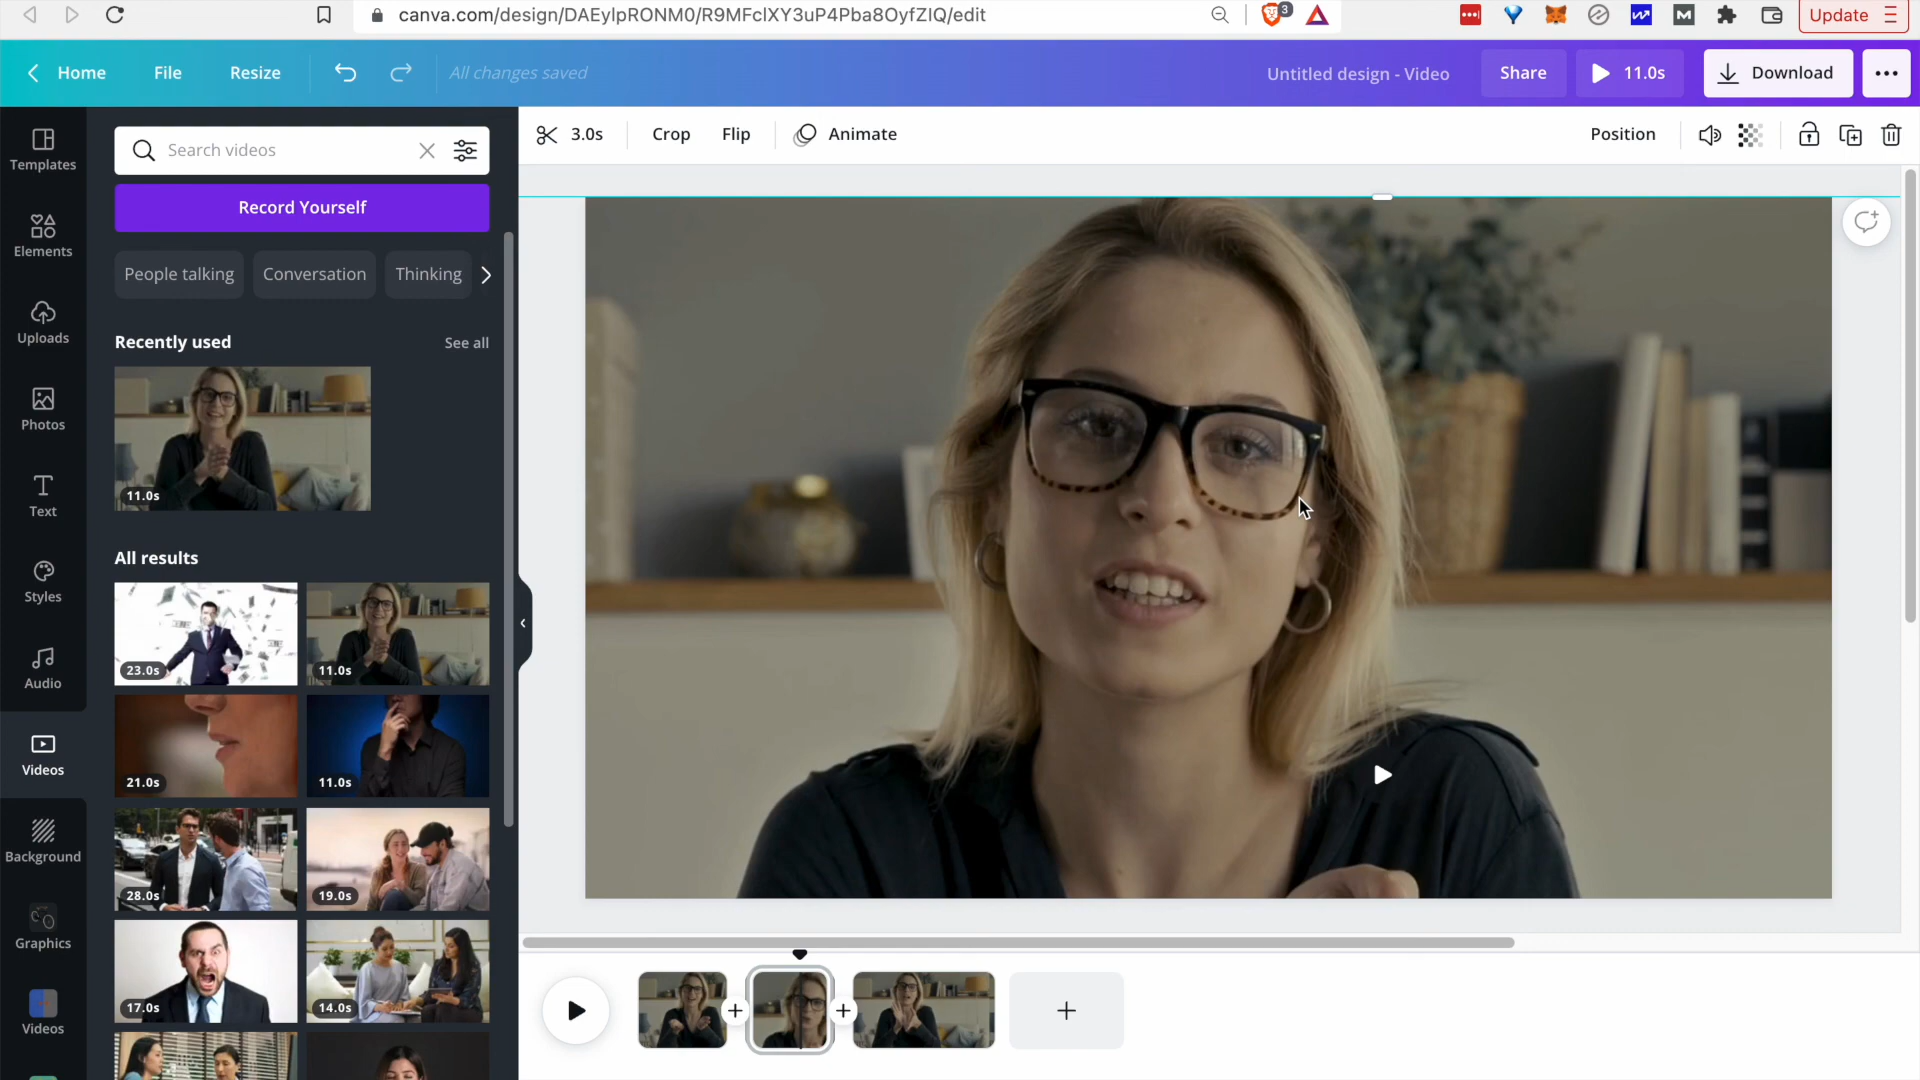 canva.com/design/DAEylpRONM0/R9MFclXY3uP4Pba8OyfZIQ/edit
3
Update
Home
File
Resize
All changes saved
Untitled design - Video
Share
11.0s
Download
Templates
Elements
Uploads
Photos
Text
Styles
Audio
Videos
Background
Graphics
Videos
Search videos
Record Yourself
People talking
Conversation
Thinking
Recently used
See all
11.0s
All results
23.0s
11.0s
21.0s
11.0s
28.0s
19.0s
17.0s
14.0s
3.0s
Crop
Flip
Animate
Position